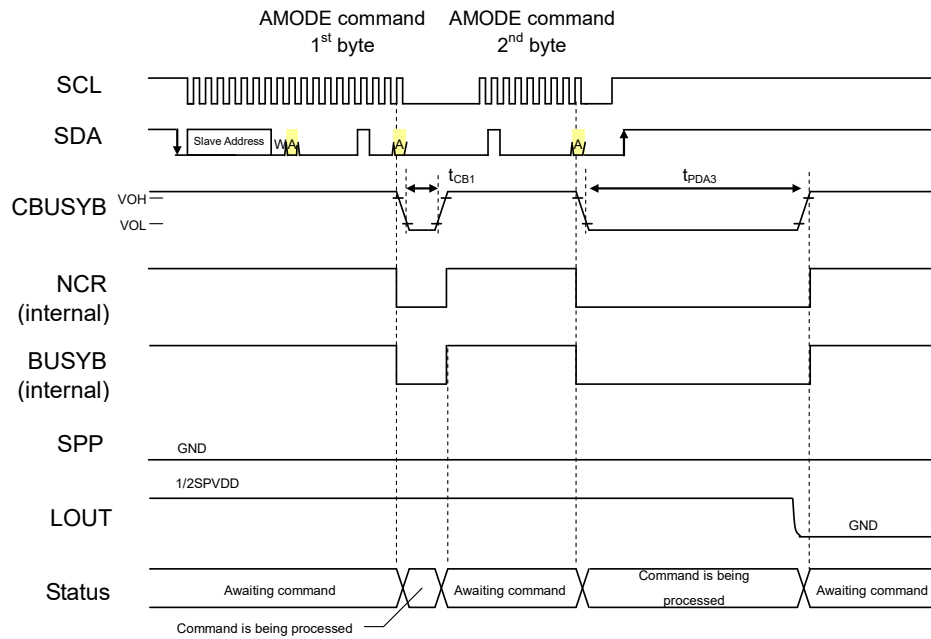 AMODE command
1st byte
AMODE command
2nd byte
SCL
SDA
Slave Address
W
A
A
A
tCB1
tPDA3
CBUSYB
VOH
VOL
NCR
(internal)
BUSYB
(internal)
SPP
GND
1/2SPVDD
LOUT
GND
Status
Awaiting command
Awaiting command
Command is being
processed
Awaiting command
Command is being processed